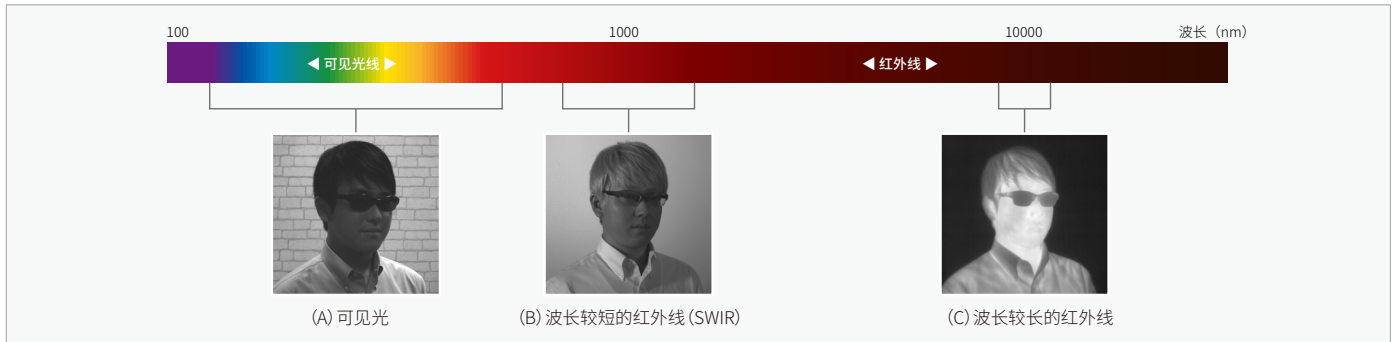 100 1000 10000 波长（nm）
◀ 可见光线 ▶ ◀ 红外线 ▶
（A）可见光 （B）波长较短的红外线（SWIR） （C）波长较长的红外线